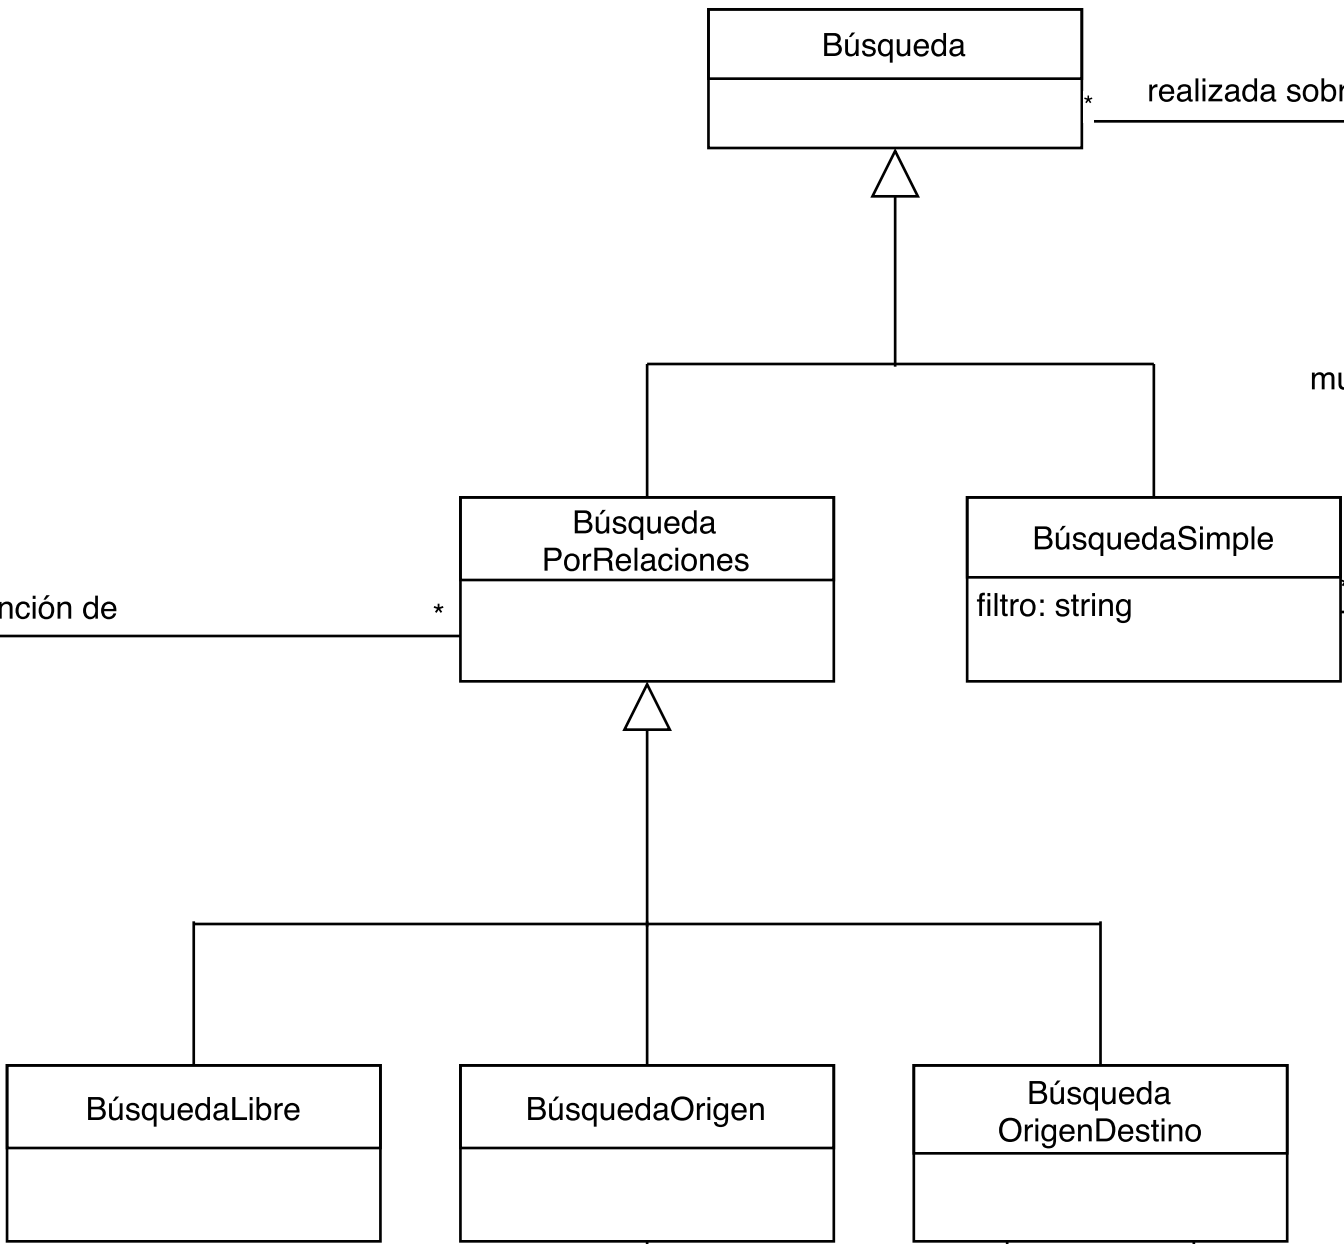 Búsqueda
*
realizada sobr
mu
Búsqueda
PorRelaciones
BúsquedaSimple
filtro: string
nción de
*
BúsquedaLibre
BúsquedaOrigen
Búsqueda
OrigenDestino